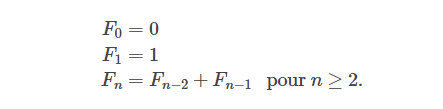 F₀ = 0
F₁ = 1
Fₙ = Fₙ₋₂ + Fₙ₋₁ pour n ≥ 2.